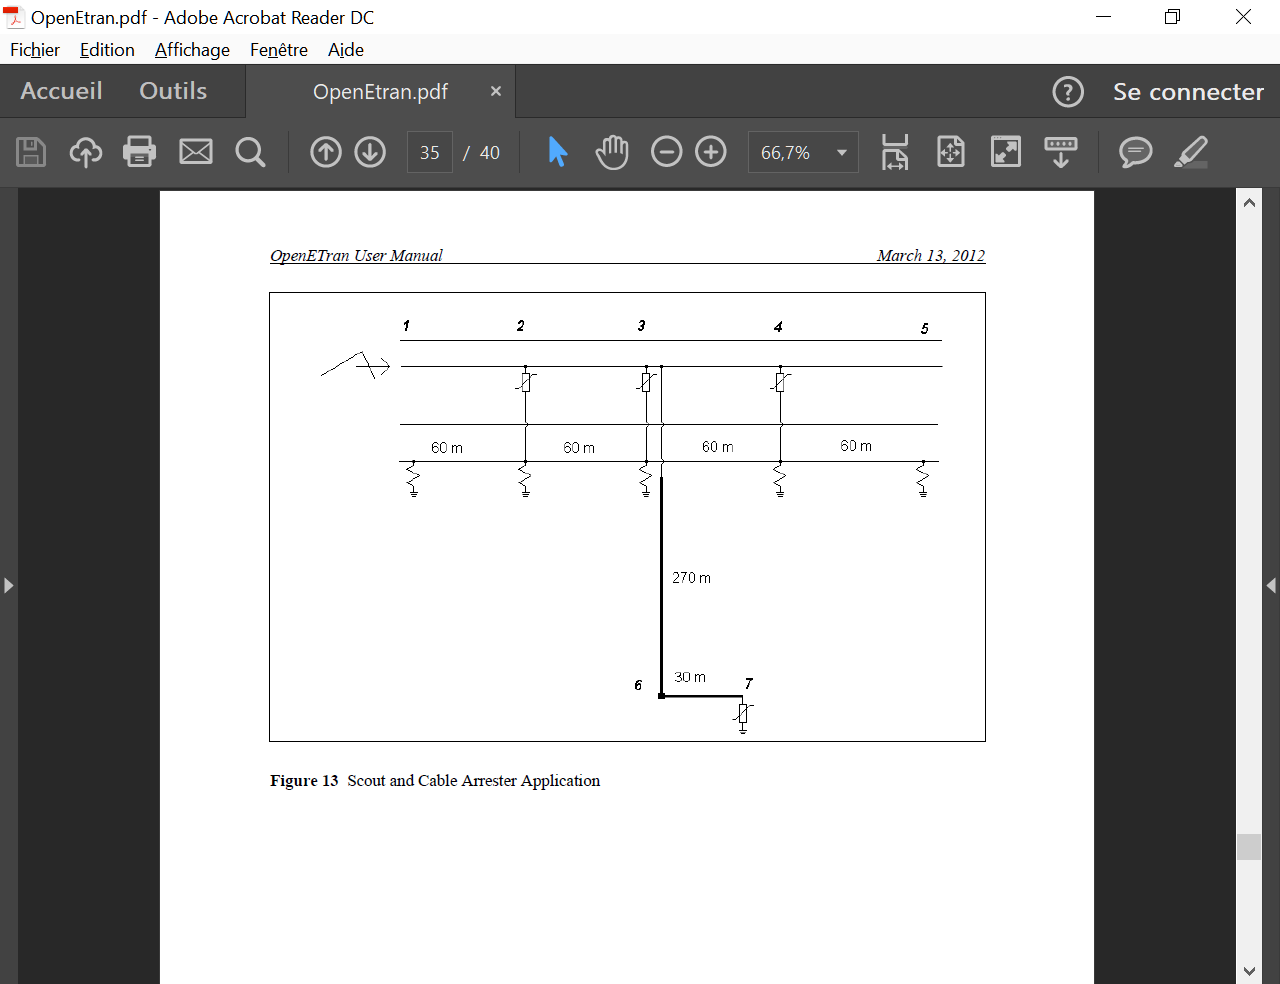 OpenEtran.pdf - Adobe Acrobat Reader DC
Fichier Edition Affichage Fenêtre Aide
Accueil Outils OpenEtran.pdf × ? Se connecter
35 / 40 66,7%
OpenETran User Manual March 13, 2012
1 2 3 4 5
60 m 60 m 60 m 60 m
270 m
30 m
6 7
Figure 13 Scout and Cable Arrester Application